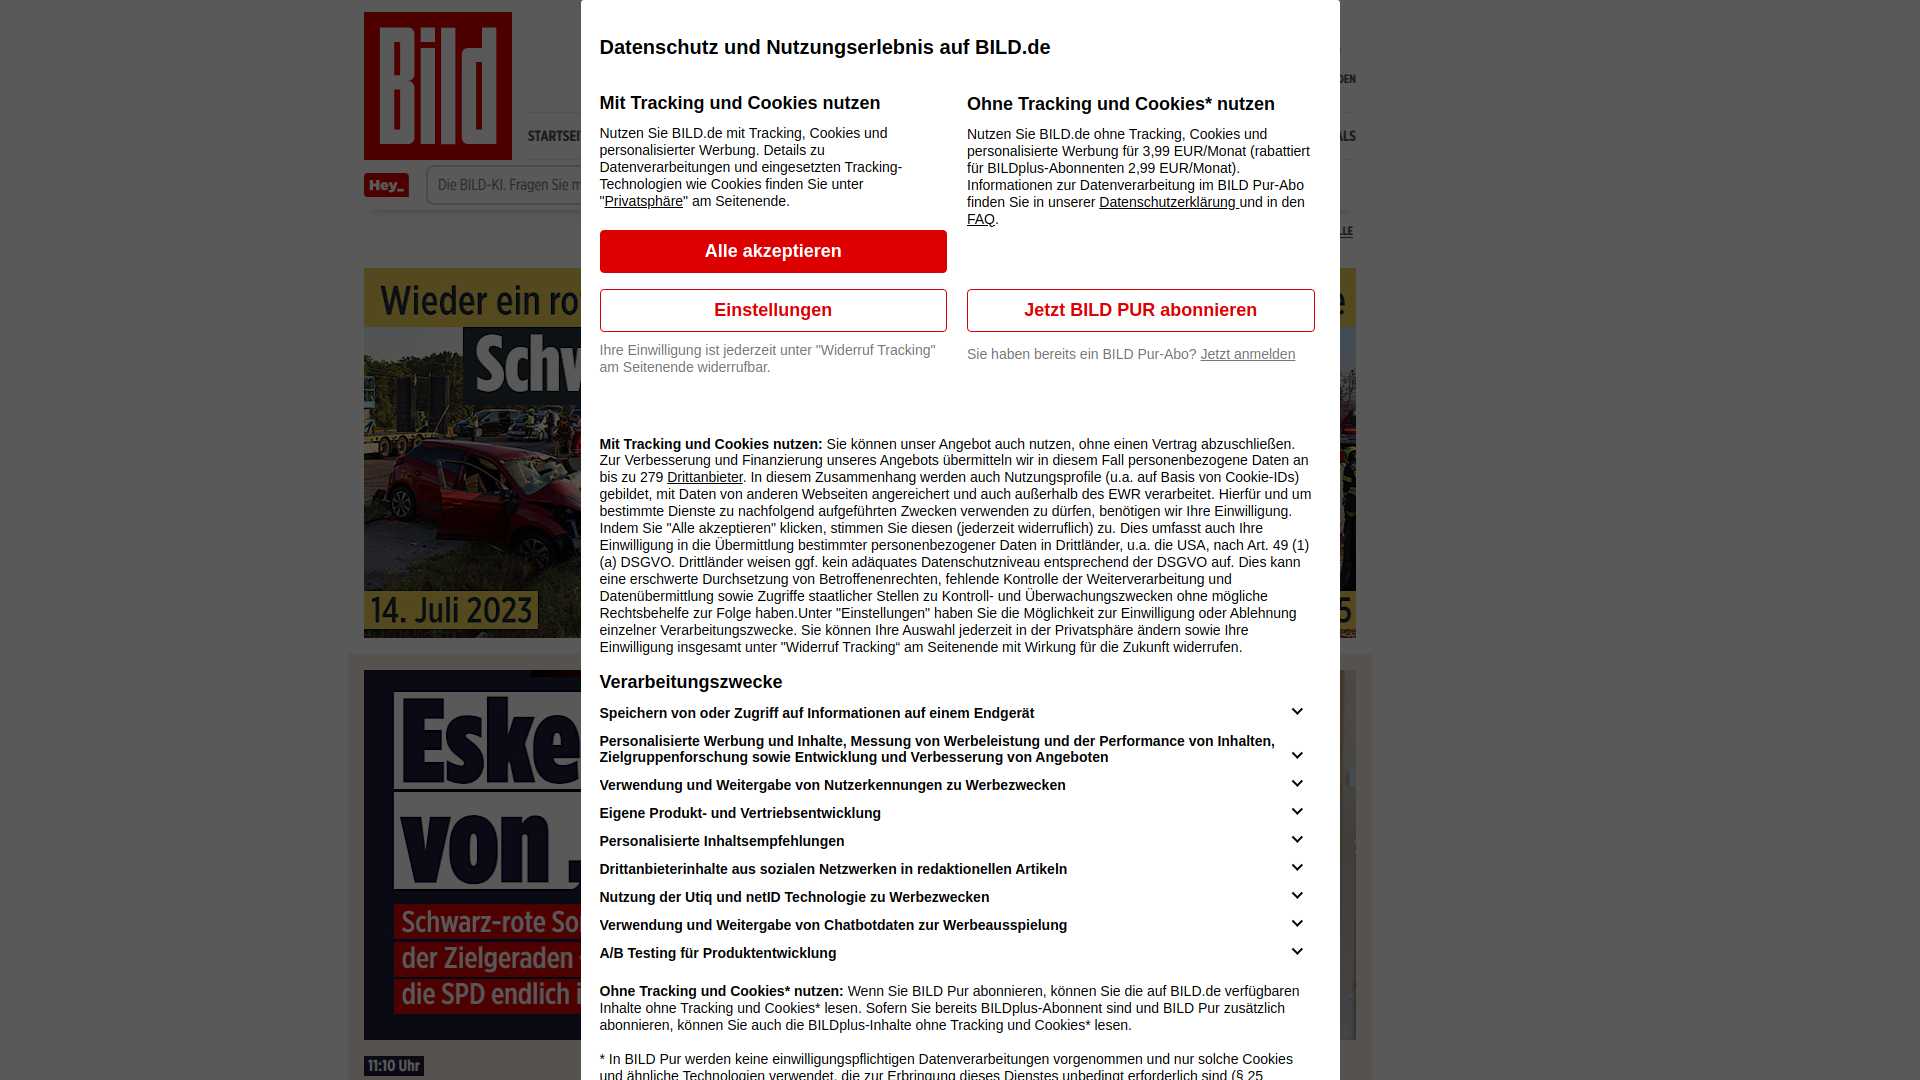 Bild
DEN
STARTSEI
ALS
Hey_
Die BILD-KI. Fragen Sie m
LLE
Wieder ein ro
e
Schw
14. Juli 2023
5
Eske
von
Schwarz-rote So
der Zielgeraden
die SPD endlich i
11:10 Uhr
Datenschutz und Nutzungserlebnis auf BILD.de
Mit Tracking und Cookies nutzen
Nutzen Sie BILD.de mit Tracking, Cookies und
personalisierter Werbung. Details zu
Datenverarbeitungen und eingesetzten Tracking-
Technologien wie Cookies finden Sie unter
"Privatsphäre" am Seitenende.
Alle akzeptieren
Einstellungen
Ihre Einwilligung ist jederzeit unter "Widerruf Tracking"
am Seitenende widerrufbar.
Ohne Tracking und Cookies* nutzen
Nutzen Sie BILD.de ohne Tracking, Cookies und
personalisierte Werbung für 3,99 EUR/Monat (rabattiert
für BILDplus-Abonnenten 2,99 EUR/Monat).
Informationen zur Datenverarbeitung im BILD Pur-Abo
finden Sie in unserer Datenschutzerklärung und in den
FAQ.
Jetzt BILD PUR abonnieren
Sie haben bereits ein BILD Pur-Abo? Jetzt anmelden
Mit Tracking und Cookies nutzen: Sie können unser Angebot auch nutzen, ohne einen Vertrag abzuschließen.
Zur Verbesserung und Finanzierung unseres Angebots übermitteln wir in diesem Fall personenbezogene Daten an
bis zu 279 Drittanbieter. In diesem Zusammenhang werden auch Nutzungsprofile (u.a. auf Basis von Cookie-IDs)
gebildet, mit Daten von anderen Webseiten angereichert und auch außerhalb des EWR verarbeitet. Hierfür und um
bestimmte Dienste zu nachfolgend aufgeführten Zwecken verwenden zu dürfen, benötigen wir Ihre Einwilligung.
Indem Sie "Alle akzeptieren" klicken, stimmen Sie diesen (jederzeit widerruflich) zu. Dies umfasst auch Ihre
Einwilligung in die Übermittlung bestimmter personenbezogener Daten in Drittländer, u.a. die USA, nach Art. 49 (1)
(a) DSGVO. Drittländer weisen ggf. kein adäquates Datenschutzniveau entsprechend der DSGVO auf. Dies kann
eine erschwerte Durchsetzung von Betroffenenrechten, fehlende Kontrolle der Weiterverarbeitung und
Datenübermittlung sowie Zugriffe staatlicher Stellen zu Kontroll- und Überwachungszwecken ohne mögliche
Rechtsbehelfe zur Folge haben.Unter "Einstellungen" haben Sie die Möglichkeit zur Einwilligung oder Ablehnung
einzelner Verarbeitungszwecke. Sie können Ihre Auswahl jederzeit in der Privatsphäre ändern sowie Ihre
Einwilligung insgesamt unter "Widerruf Tracking“ am Seitenende mit Wirkung für die Zukunft widerrufen.
Verarbeitungszwecke
Speichern von oder Zugriff auf Informationen auf einem Endgerät
Personalisierte Werbung und Inhalte, Messung von Werbeleistung und der Performance von Inhalten,
Zielgruppenforschung sowie Entwicklung und Verbesserung von Angeboten
Verwendung und Weitergabe von Nutzerkennungen zu Werbezwecken
Eigene Produkt- und Vertriebsentwicklung
Personalisierte Inhaltsempfehlungen
Drittanbieterinhalte aus sozialen Netzwerken in redaktionellen Artikeln
Nutzung der Utiq und netID Technologie zu Werbezwecken
Verwendung und Weitergabe von Chatbotdaten zur Werbeausspielung
A/B Testing für Produktentwicklung
Ohne Tracking und Cookies* nutzen: Wenn Sie BILD Pur abonnieren, können Sie die auf BILD.de verfügbaren
Inhalte ohne Tracking und Cookies* lesen. Sofern Sie bereits BILDplus-Abonnent sind und BILD Pur zusätzlich
abonnieren, können Sie auch die BILDplus-Inhalte ohne Tracking und Cookies* lesen.
* In BILD Pur werden keine einwilligungspflichtigen Datenverarbeitungen vorgenommen und nur solche Cookies
und ähnliche Technologien verwendet, die zur Erbringung dieses Dienstes unbedingt erforderlich sind (§ 25